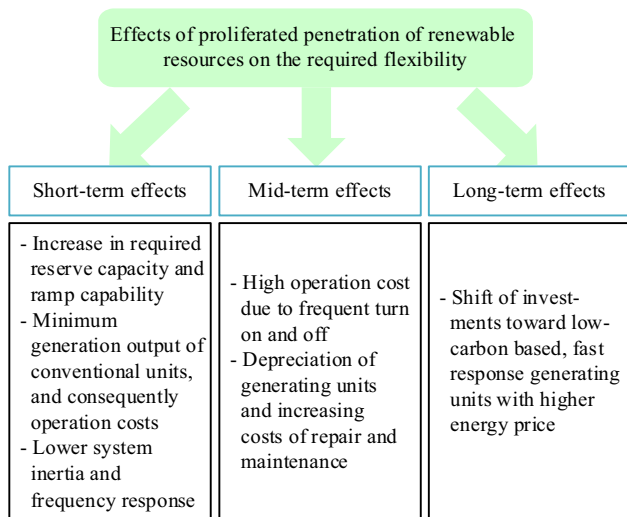 Effects of proliferated penetration of renewable
resources on the required flexibility
Short-term effects
Mid-term effects
Long-term effects
- Increase in required
reserve capacity and
ramp capability
- Minimum
generation output of
conventional units,
and consequently
operation costs
- Lower system
inertia and
frequency response
- High operation cost
due to frequent turn
on and off
- Depreciation of
generating units
and increasing
costs of repair and
maintenance
- Shift of invest-
ments toward low-
carbon based, fast
response generating
units with higher
energy price